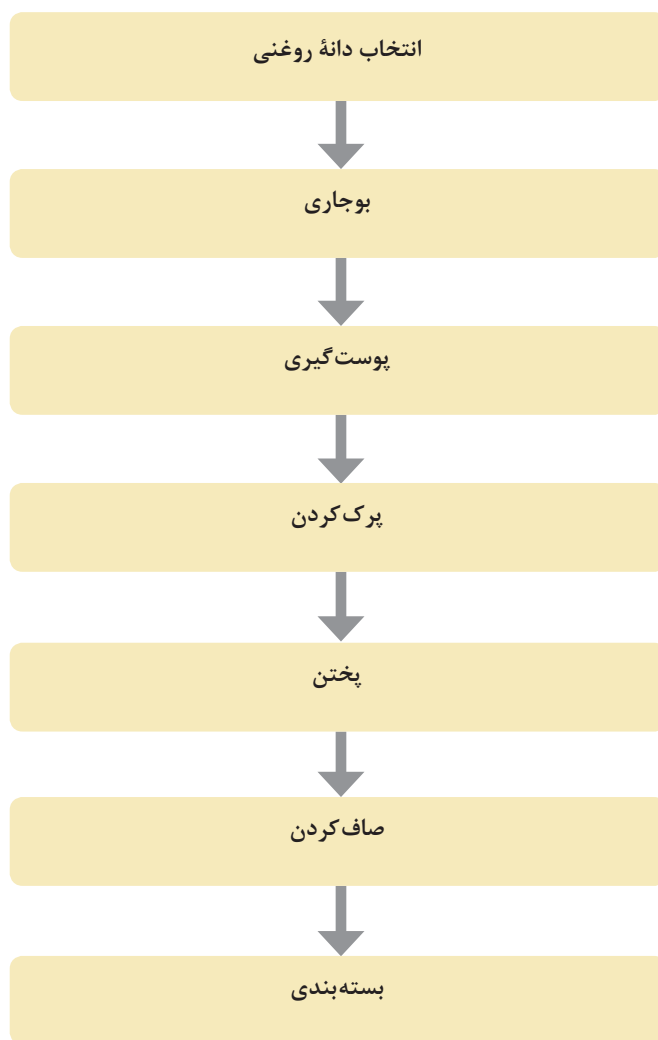 انتخاب دانهٔ روغنی
بوجاری
پوست‌گیری
پرک‌کردن
پختن
صاف‌کردن
بسته‌بندی